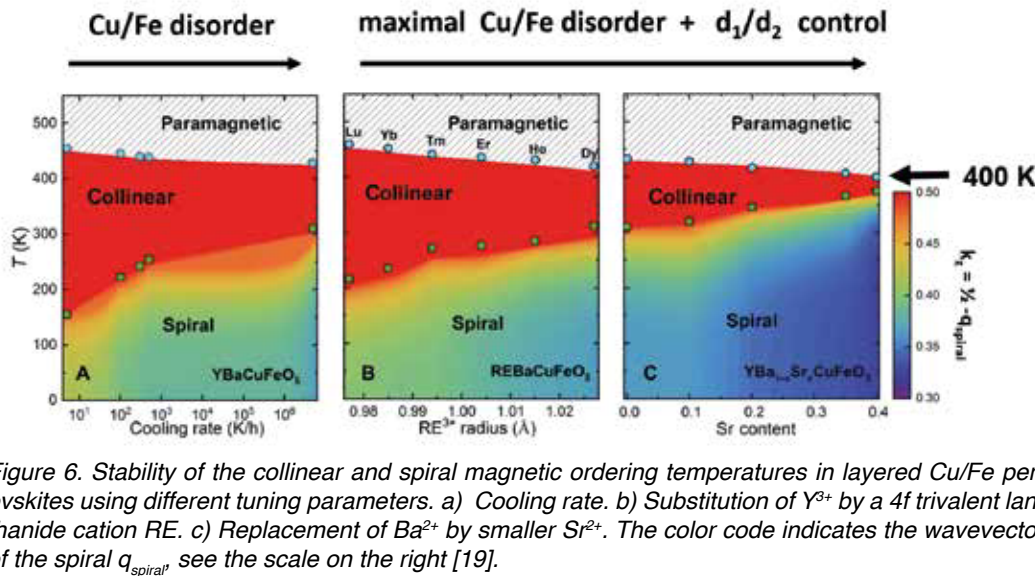 Cu/Fe disorder
maximal Cu/Fe disorder + d₁/d₂ control
500
400
300
200
100
0
T (K)
Paramagnetic
Collinear
Spiral
A
YBaCuFeO₅
10¹
10²
10³
10⁴
10⁵
10⁶
Cooling rate (K/h)
Lu
Yb
Tm
Er
Ho
Dy
Paramagnetic
Collinear
Spiral
B
REBaCuFeO₅
0.98
0.99
1.00
1.01
1.02
RE³⁺ radius (Å)
Paramagnetic
Collinear
Spiral
C
YBa₁₋ₓSrₓCuFeO₅
0.0
0.1
0.2
0.3
0.4
Sr content
400 K
0.50
0.45
0.40
0.35
0.30
k_z = ½ - q_spiral
igure 6. Stability of the collinear and spiral magnetic ordering temperatures in layered Cu/Fe per
ovskites using different tuning parameters. a) Cooling rate. b) Substitution of Y³⁺ by a 4f trivalent lan
hanide cation RE. c) Replacement of Ba²⁺ by smaller Sr²⁺. The color code indicates the wavevecto
of the spiral q_spiral, see the scale on the right [19].